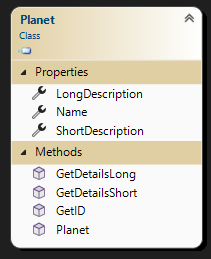 Planet
Class
Properties
LongDescription
Name
ShortDescription
Methods
GetDetailsLong
GetDetailsShort
GetID
Planet